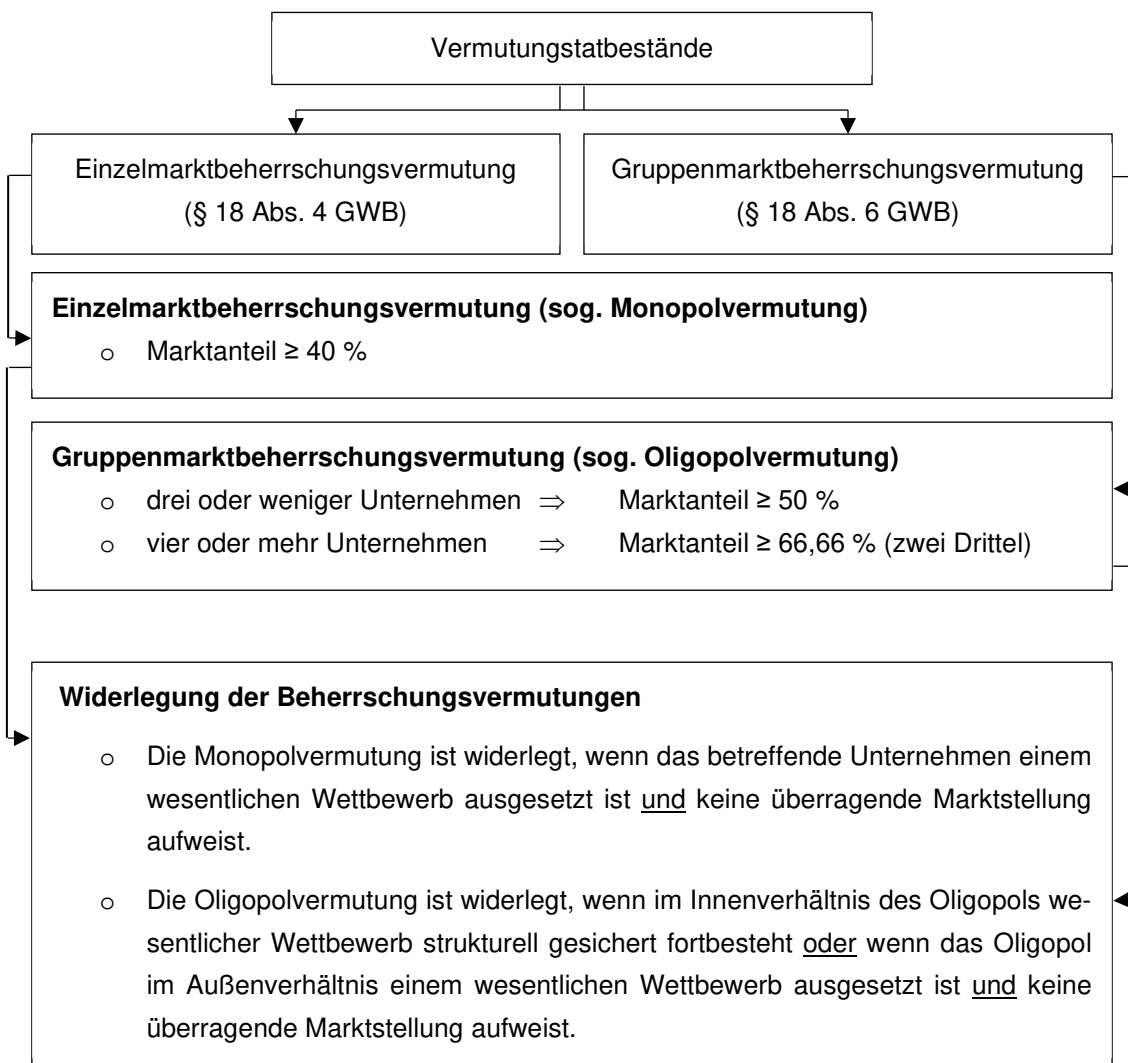 Vermutungstatbestände
Einzelmarktbeherrschungsvermutung
(§ 18 Abs. 4 GWB)
Gruppenmarktbeherrschungsvermutung
(§ 18 Abs. 6 GWB)
Einzelmarktbeherrschungsvermutung (sog. Monopolvermutung)
o Marktanteil ≥ 40 %
Gruppenmarktbeherrschungsvermutung (sog. Oligopolvermutung)
o drei oder weniger Unternehmen ⇒ Marktanteil ≥ 50 %
o vier oder mehr Unternehmen ⇒ Marktanteil ≥ 66,66 % (zwei Drittel)
Widerlegung der Beherrschungsvermutungen
o Die Monopolvermutung ist widerlegt, wenn das betreffende Unternehmen einem
wesentlichen Wettbewerb ausgesetzt ist und keine überragende Marktstellung
aufweist.
o Die Oligopolvermutung ist widerlegt, wenn im Innenverhältnis des Oligopols we-
sentlicher Wettbewerb strukturell gesichert fortbesteht oder wenn das Oligopol
im Außenverhältnis einem wesentlichen Wettbewerb ausgesetzt ist und keine
überragende Marktstellung aufweist.